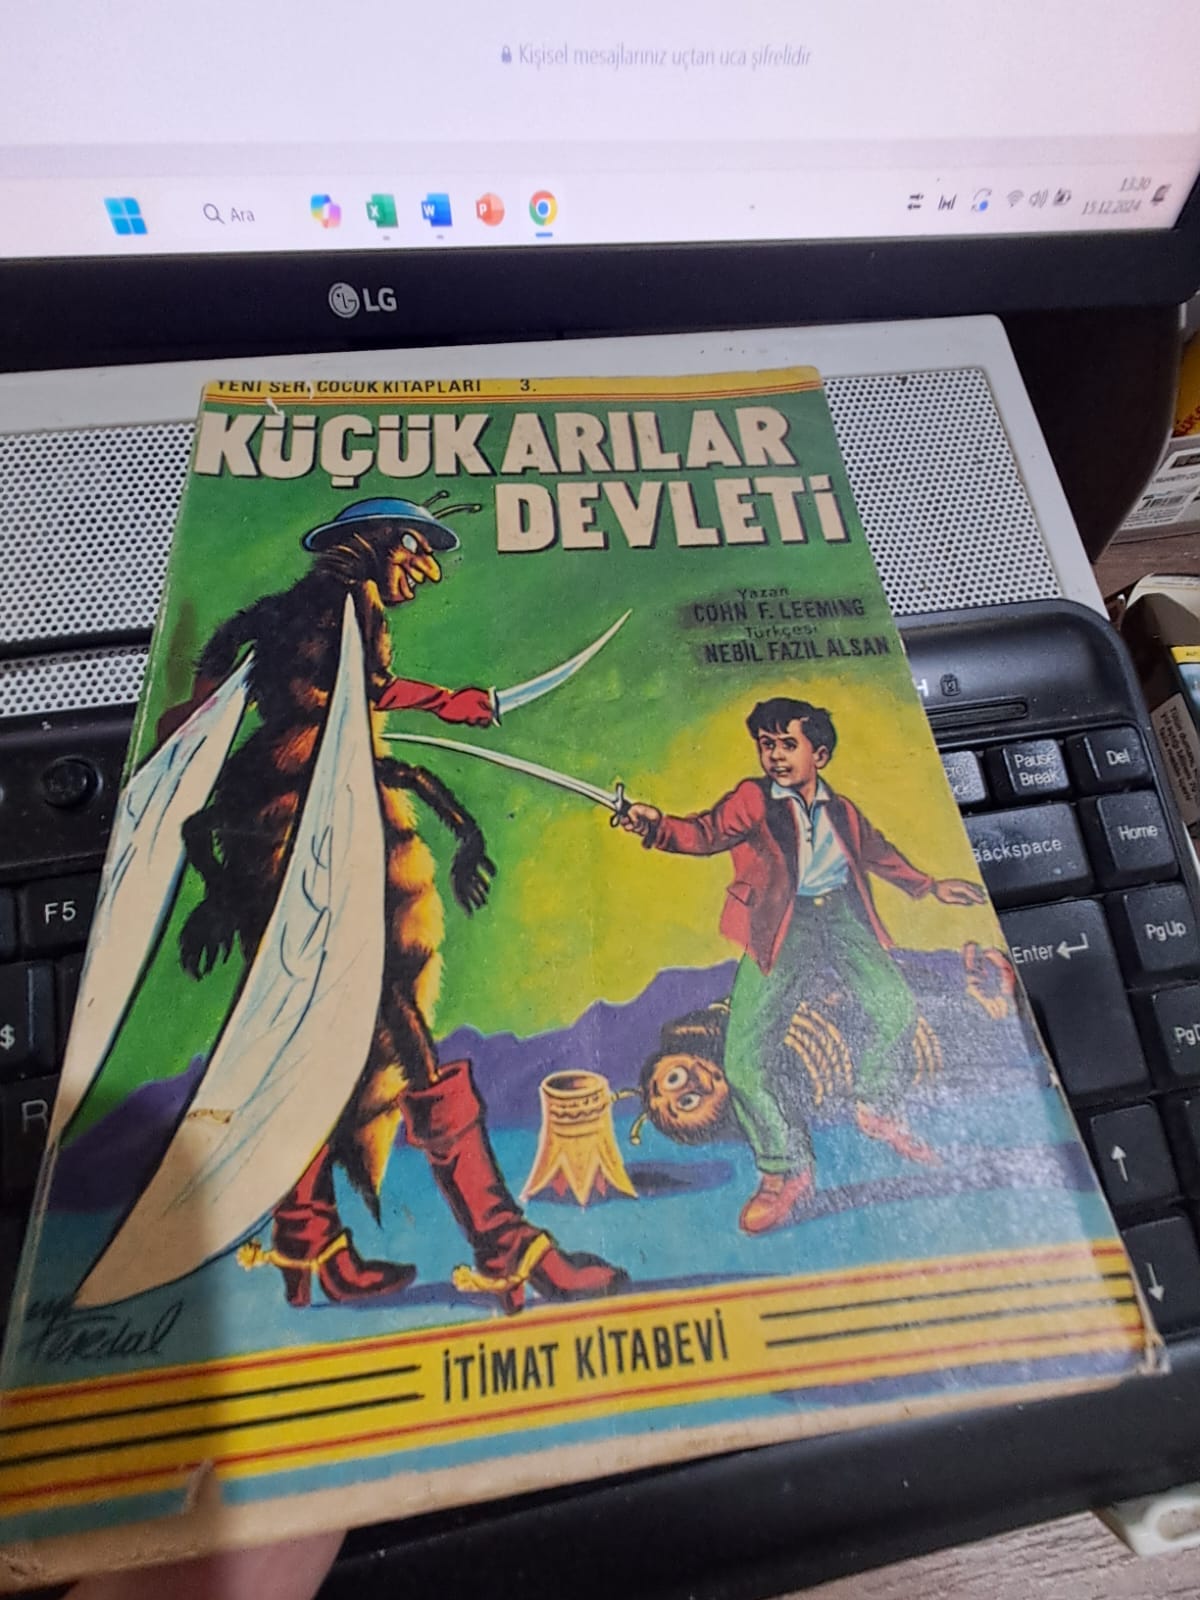 Kişisel mesajlarınız uçtan uca şifrelidir
Ara
13:30
15.12.2024
LG
YENİ SERİ ÇOCUK KİTAPLARI 3.
KÜÇÜK ARILAR
DEVLETİ
Yazan
COHN F. LEEMING
Türkçesi
NEBİL FAZIL ALSAN
Pause
Break
Del
Backspace
Home
F5
Enter
PgUp
$
R
İTİMAT KİTABEVİ